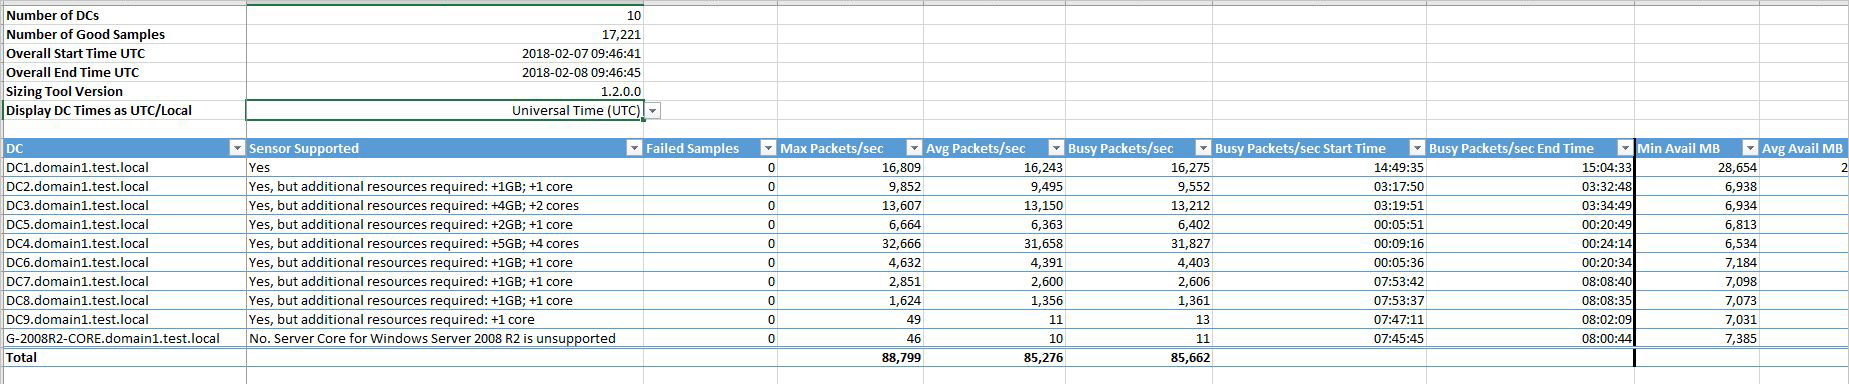 Number of DCs 10
Number of Good Samples 17,221
Overall Start Time UTC 2018-02-07 09:46:41
Overall End Time UTC 2018-02-08 09:46:45
Sizing Tool Version 1.2.0.0
Display DC Times as UTC/Local Universal Time (UTC)
DC Sensor Supported Failed Samples Max Packets/sec Avg Packets/sec Busy Packets/sec Busy Packets/sec Start Time Busy Packets/sec End Time Min Avail MB Avg Avail MB
DC1.domain1.test.local Yes 0 16,809 16,243 16,275 14:49:35 15:04:33 28,654 2
DC2.domain1.test.local Yes, but additional resources required: +1GB; +1 core 0 9,852 9,495 9,552 03:17:50 03:32:48 6,938
DC3.domain1.test.local Yes, but additional resources required: +4GB; +2 cores 0 13,607 13,150 13,212 03:19:51 03:34:49 6,934
DC5.domain1.test.local Yes, but additional resources required: +2GB; +1 core 0 6,664 6,363 6,402 00:05:51 00:20:49 6,813
DC4.domain1.test.local Yes, but additional resources required: +5GB; +4 cores 0 32,666 31,658 31,827 00:09:16 00:24:14 6,534
DC6.domain1.test.local Yes, but additional resources required: +1GB; +1 core 0 4,632 4,391 4,403 00:05:36 00:20:34 7,184
DC7.domain1.test.local Yes, but additional resources required: +1GB; +1 core 0 2,851 2,600 2,606 07:53:42 08:08:40 7,098
DC8.domain1.test.local Yes, but additional resources required: +1GB; +1 core 0 1,624 1,356 1,361 07:53:37 08:08:35 7,073
DC9.domain1.test.local Yes, but additional resources required: +1 core 0 49 11 13 07:47:11 08:02:09 7,031
G-2008R2-CORE.domain1.test.local No. Server Core for Windows Server 2008 R2 is unsupported 0 46 10 11 07:45:45 08:00:44 7,385
Total 88,799 85,276 85,662